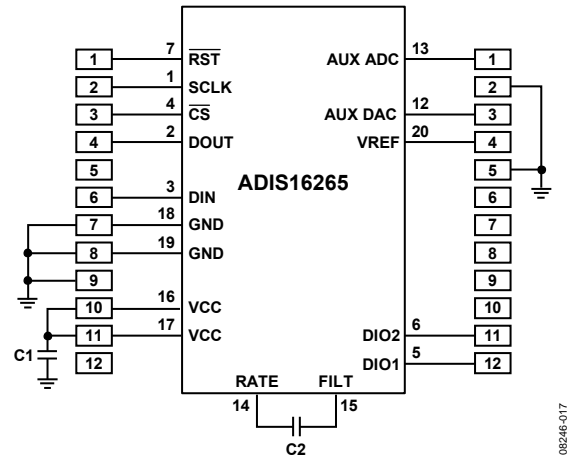 1 7 RST AUX ADC 13 1
2 1 SCLK 2
3 4 CS AUX DAC 12 3
4 2 DOUT VREF 20 4
5 ADIS16265 5
6 3 DIN 6
7 18 GND 7
8 19 GND 8
9 9
10 16 VCC 10
11 17 VCC DIO2 6 11
C1 12 DIO1 5 12
RATE FILT
14 15
C2
08246-017